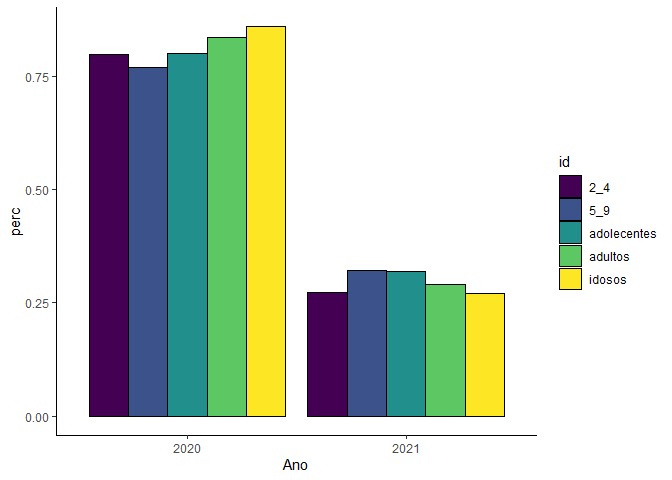 0.75
0.50
0.25
0.00
perc
2020
2021
Ano
id
2_4
5_9
adolecentes
adultos
idosos